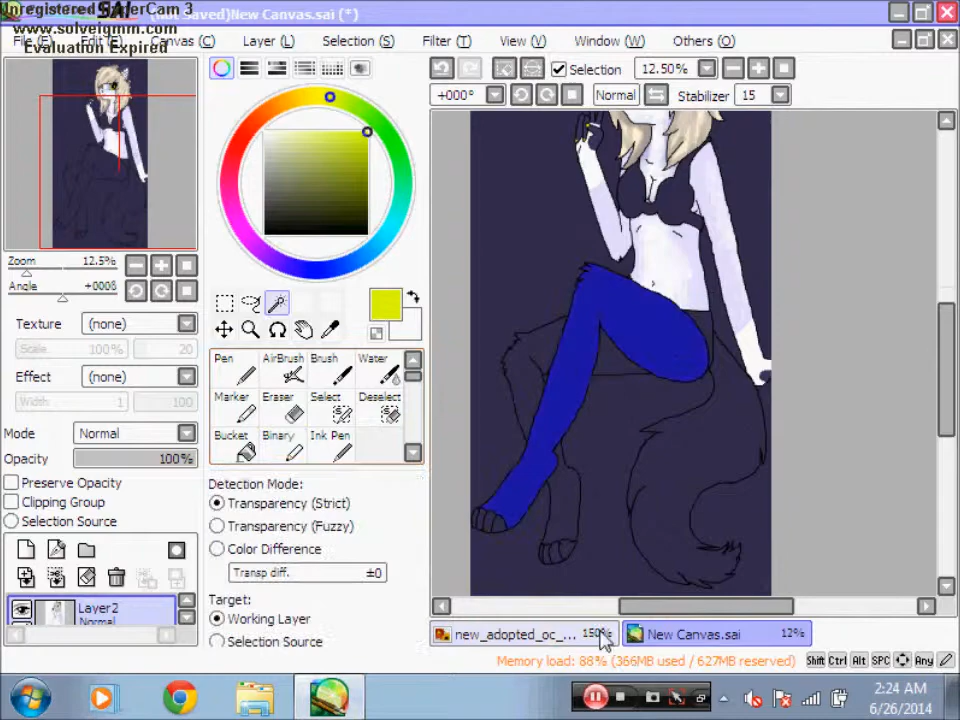 Unregistered HyperCam 3
www.solveigmm.com
Evaluation Expired
SAI
(Not Saved)New Canvas.sai (*)
File (F) Edit (E) Canvas (C) Layer (L) Selection (S) Filter (T) View (V) Window (W) Others (O)
Selection 12.50%
+000° Normal Stabilizer 15
Zoom 12.5%
Angle +000ß
Texture (none)
Scale 100% 20
Effect (none)
Width 1 100
Mode Normal
Opacity 100%
Preserve Opacity
Clipping Group
Selection Source
Layer2
Normal
Pen AirBrush Brush Water
Marker Eraser Select Deselect
Bucket Binary Ink Pen
Detection Mode:
Transparency (Strict)
Transparency (Fuzzy)
Color Difference
Transp diff. ±0
Target:
Working Layer
Selection Source
new_adopted_oc_... 150% New Canvas.sai 12%
Memory load: 88% (366MB used / 627MB reserved) Shift Ctrl Alt SPC Any
2:24 AM
6/26/2014